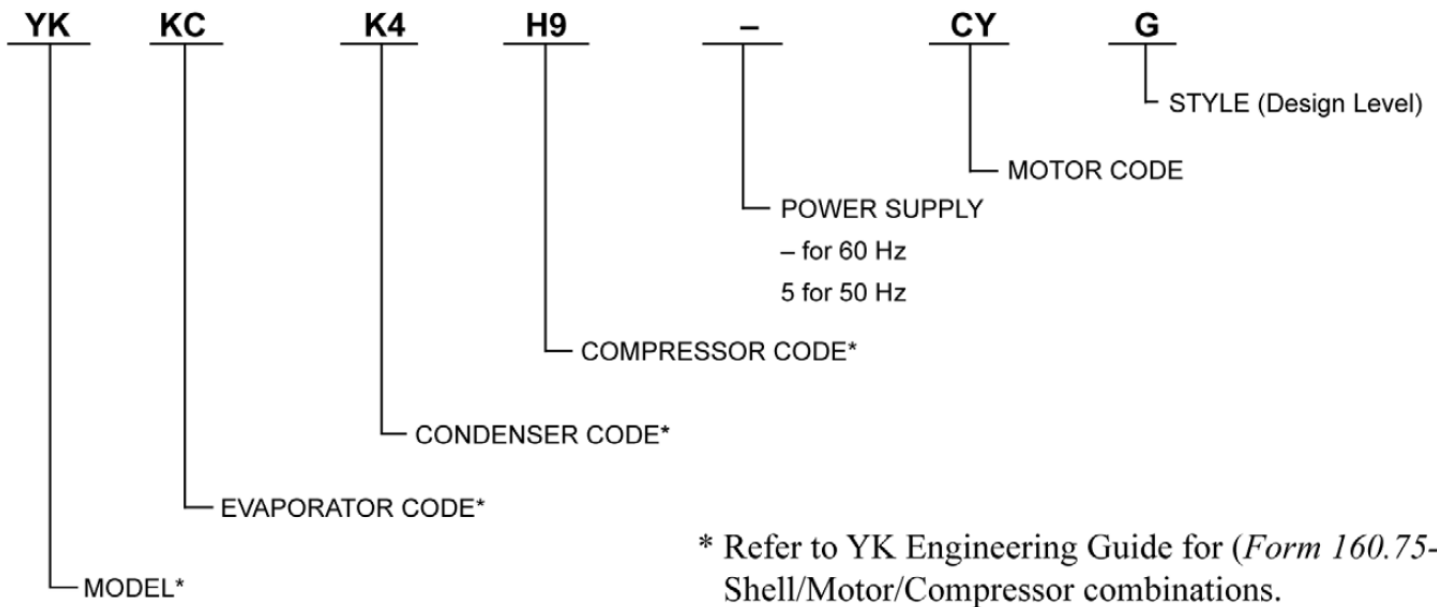 YK KC K4 H9 – CY G
STYLE (Design Level)
MOTOR CODE
POWER SUPPLY
– for 60 Hz
5 for 50 Hz
COMPRESSOR CODE*
CONDENSER CODE*
EVAPORATOR CODE*
* Refer to YK Engineering Guide for (Form 160.75-
Shell/Motor/Compressor combinations.
MODEL*